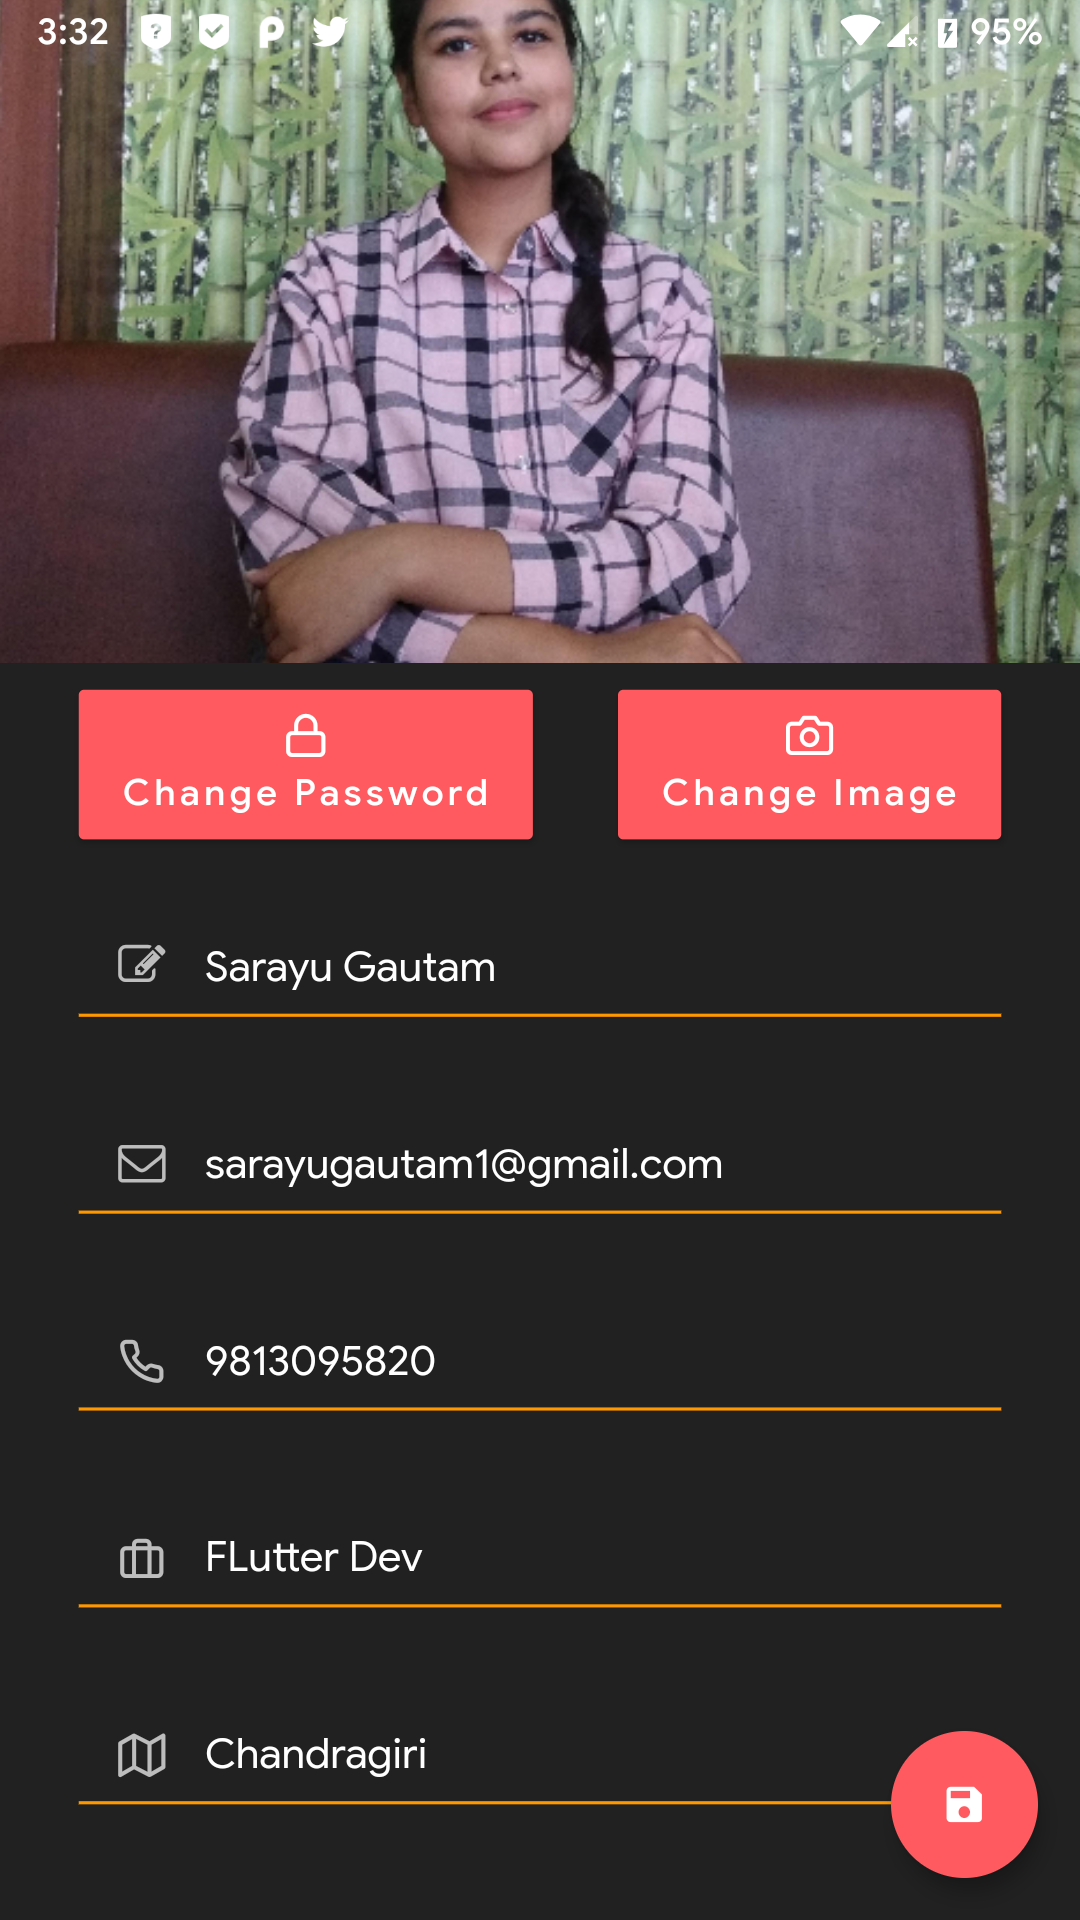 3:32
95%
Change Password
Change Image
Sarayu Gautam
sarayugautam1@gmail.com
9813095820
FLutter Dev
Chandragiri